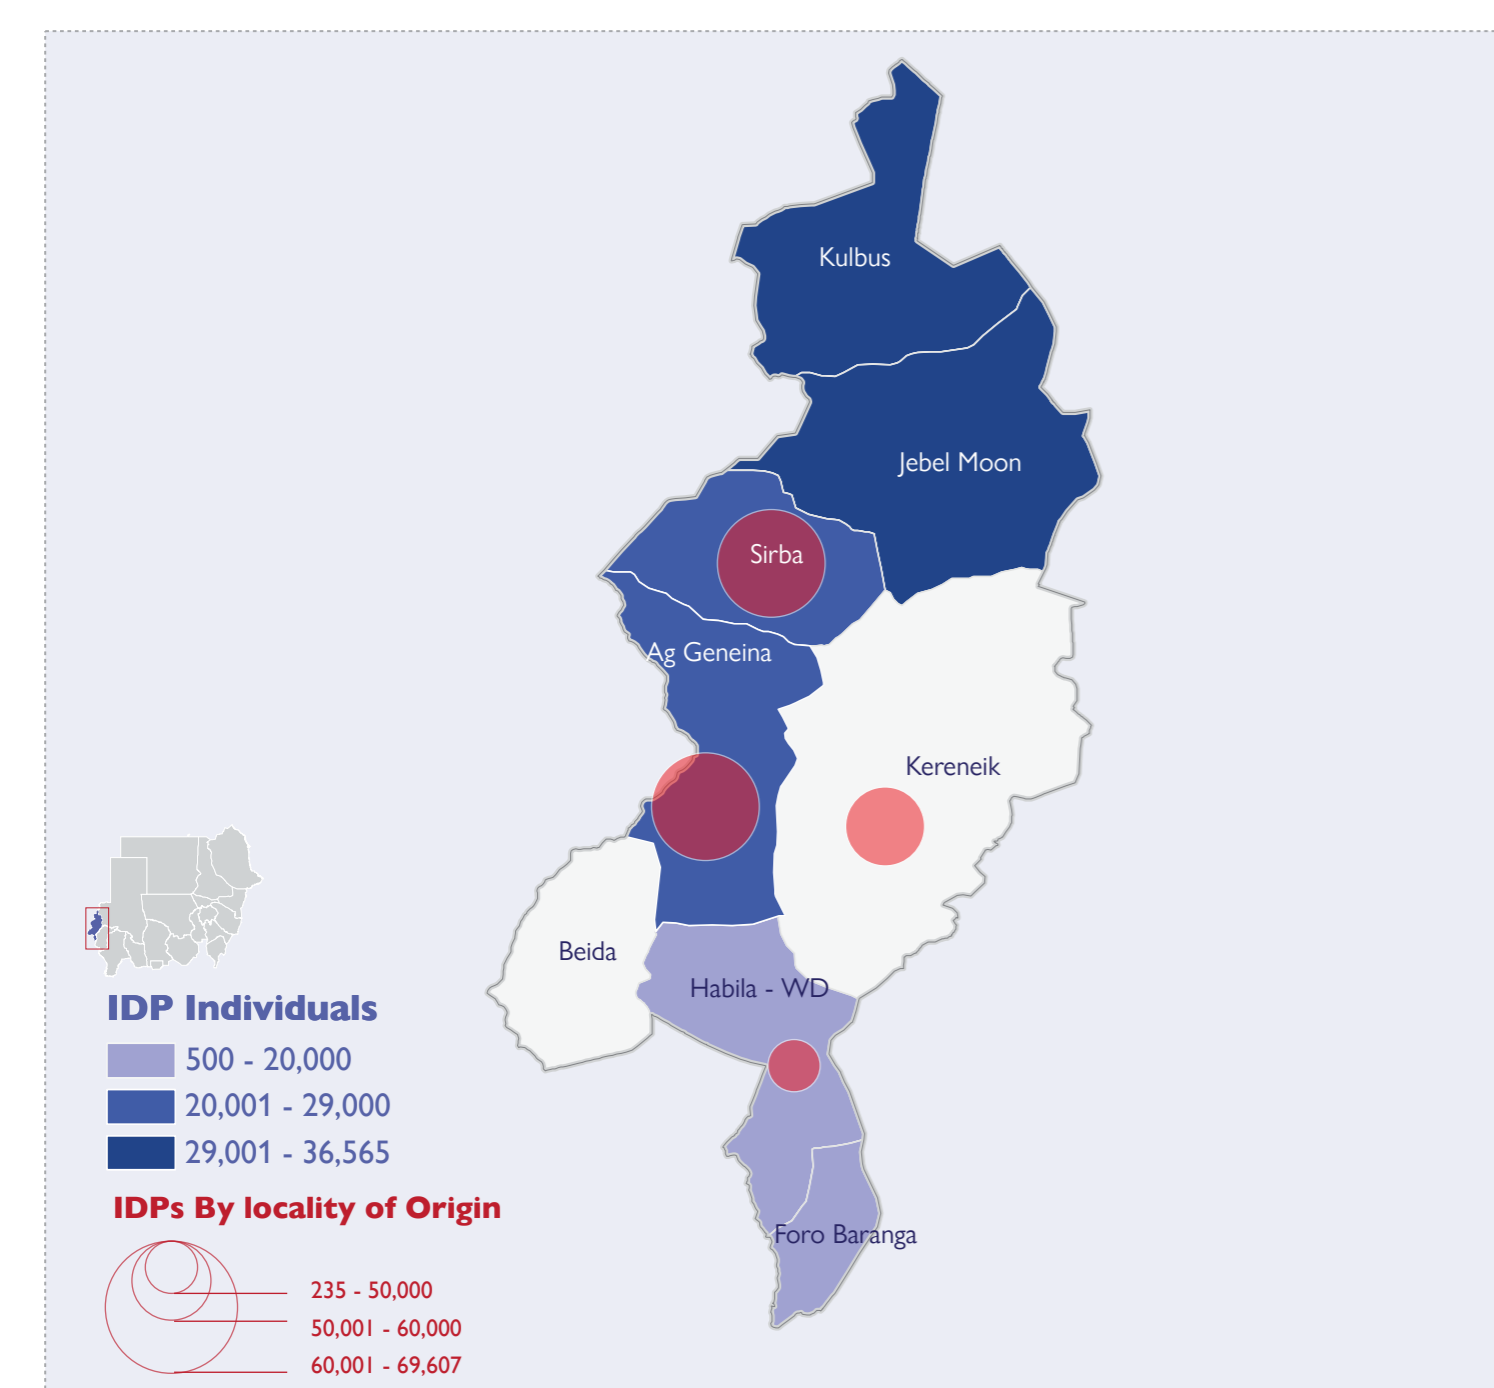 Kulbus
Jebel Moon
Sirba
Ag Geneina
Kereneik
Beida
Habila - WD
Foro Baranga
IDP Individuals
500 - 20,000
20,001 - 29,000
29,001 - 36,565
IDPs By locality of Origin
235 - 50,000
50,001 - 60,000
60,001 - 69,607